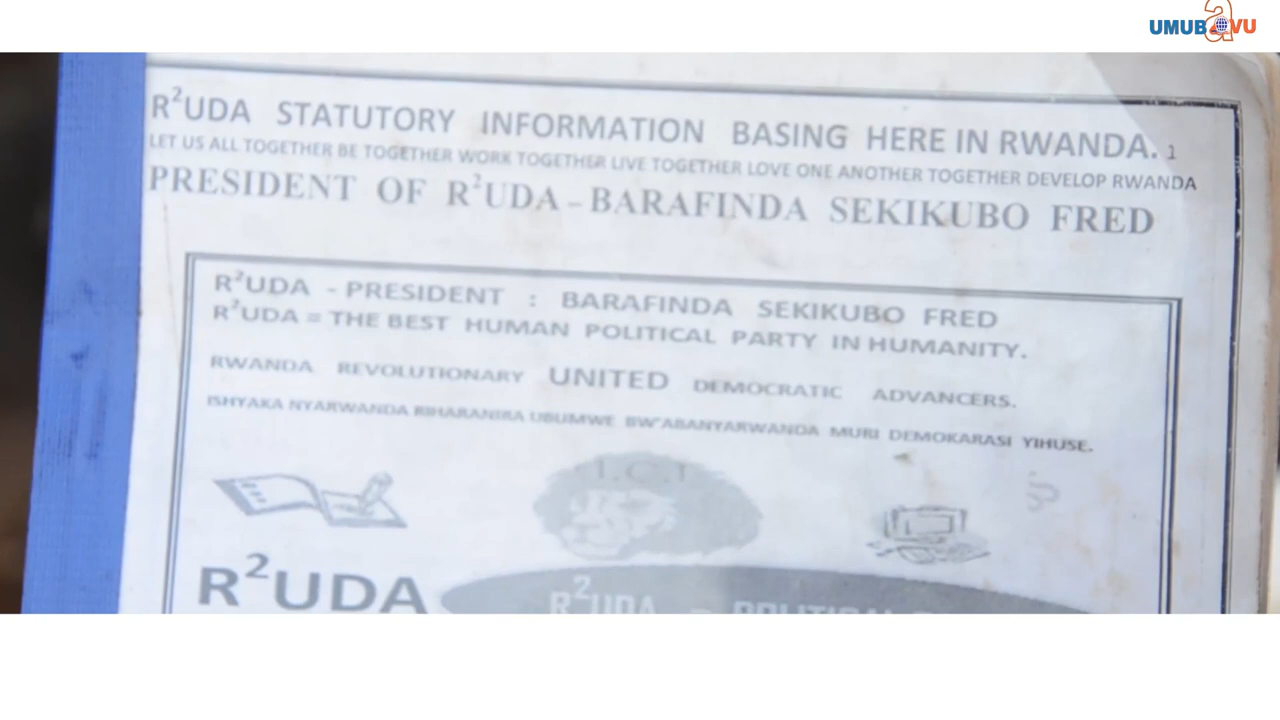 UMUBaVU
R²UDA STATUTORY INFORMATION BASING HERE IN RWANDA. 1
LET US ALL TOGETHER BE TOGETHER WORK TOGETHER LIVE TOGETHER LOVE ONE ANOTHER TOGETHER DEVELOP RWANDA
PRESIDENT OF R²UDA – BARAFINDA SEKIKUBO FRED
R²UDA - PRESIDENT : BARAFINDA SEKIKUBO FRED
R²UDA = THE BEST HUMAN POLITICAL PARTY IN HUMANITY.
RWANDA REVOLUTIONARY UNITED DEMOCRATIC ADVANCERS.
ISHYAKA NYARWANDA RIHARANIRA UBUMWE BW'ABANYARWANDA MURI DEMOKARASI YIHUSE.
I.C.T
R²UDA
R²UDA – POLITICAL